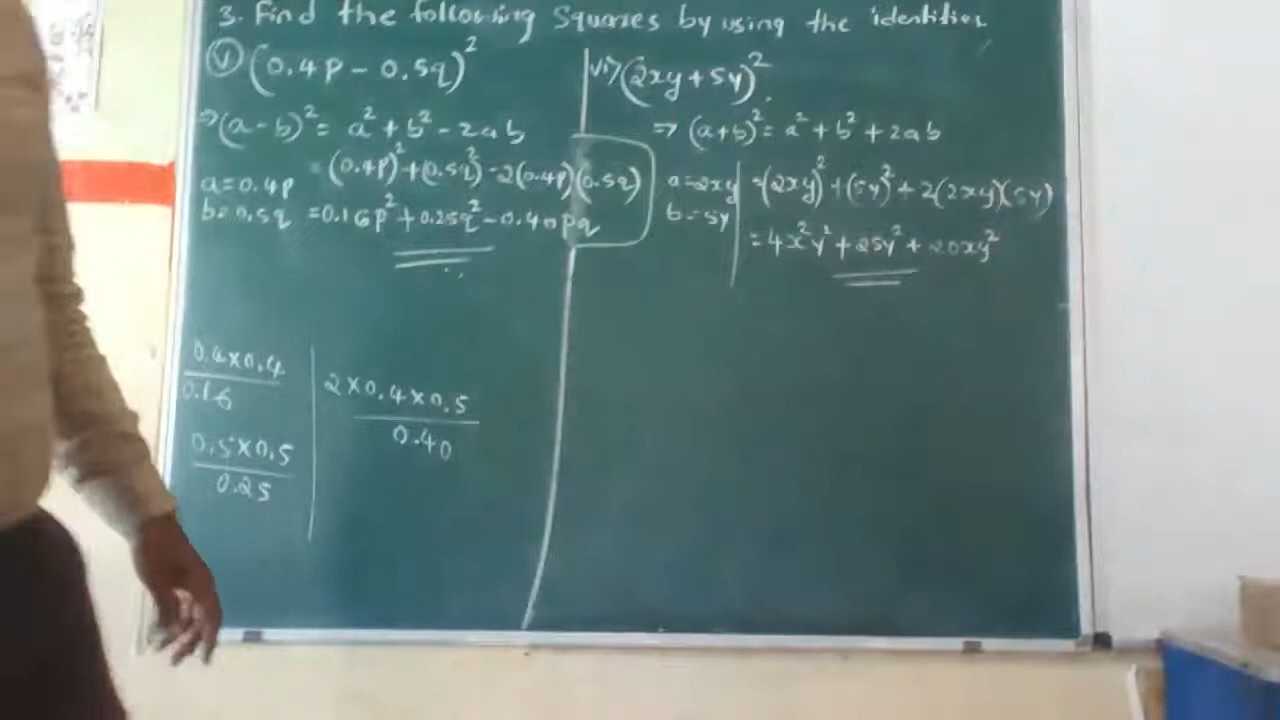 3. Find the following Squares by using the identities
(v) (0.4p - 0.5q)²
⇒ (a - b)² = a² + b² - 2ab
= (0.4p)² + (0.5q)² - 2(0.4p)(0.5q)
a = 0.4p
b = 0.5q = 0.16p² + 0.25q² - 0.40pq
0.4 x 0.4
0.16
0.5 x 0.5
0.25
2 x 0.4 x 0.5
0.40
vi) (2xy + 5y)²
⇒ (a + b)² = a² + b² + 2ab
a = 2xy = (2xy)² + (5y)² + 2(2xy)(5y)
b = 5y
= 4x²y² + 25y² + 20xy²